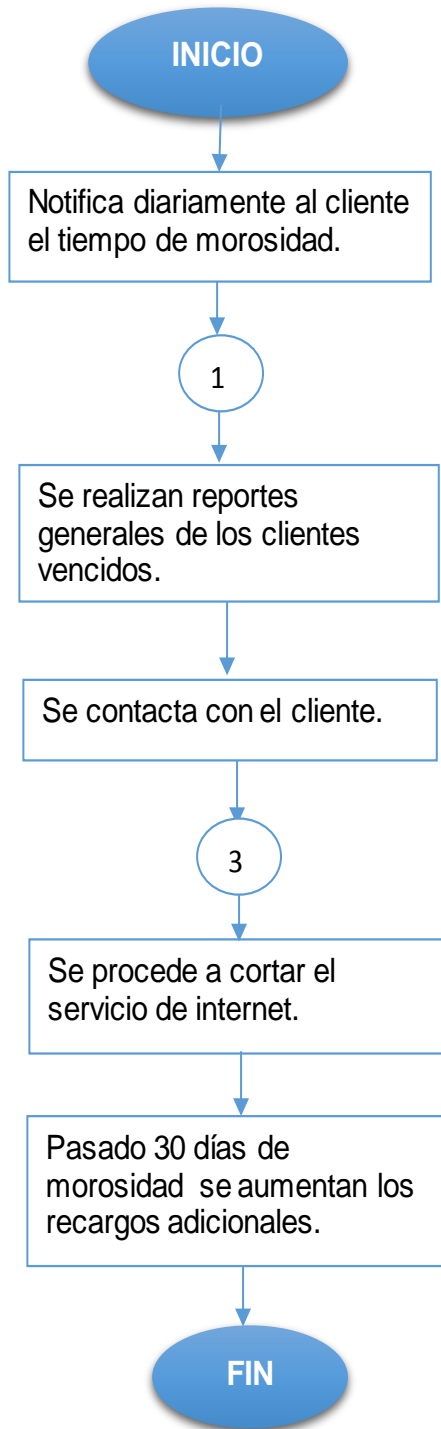 INICIO
Notifica diariamente al cliente
el tiempo de morosidad.
1
Se realizan reportes
generales de los clientes
vencidos.
Se contacta con el cliente.
3
Se procede a cortar el
servicio de internet.
Pasado 30 días de
morosidad se aumentan los
recargos adicionales.
FIN